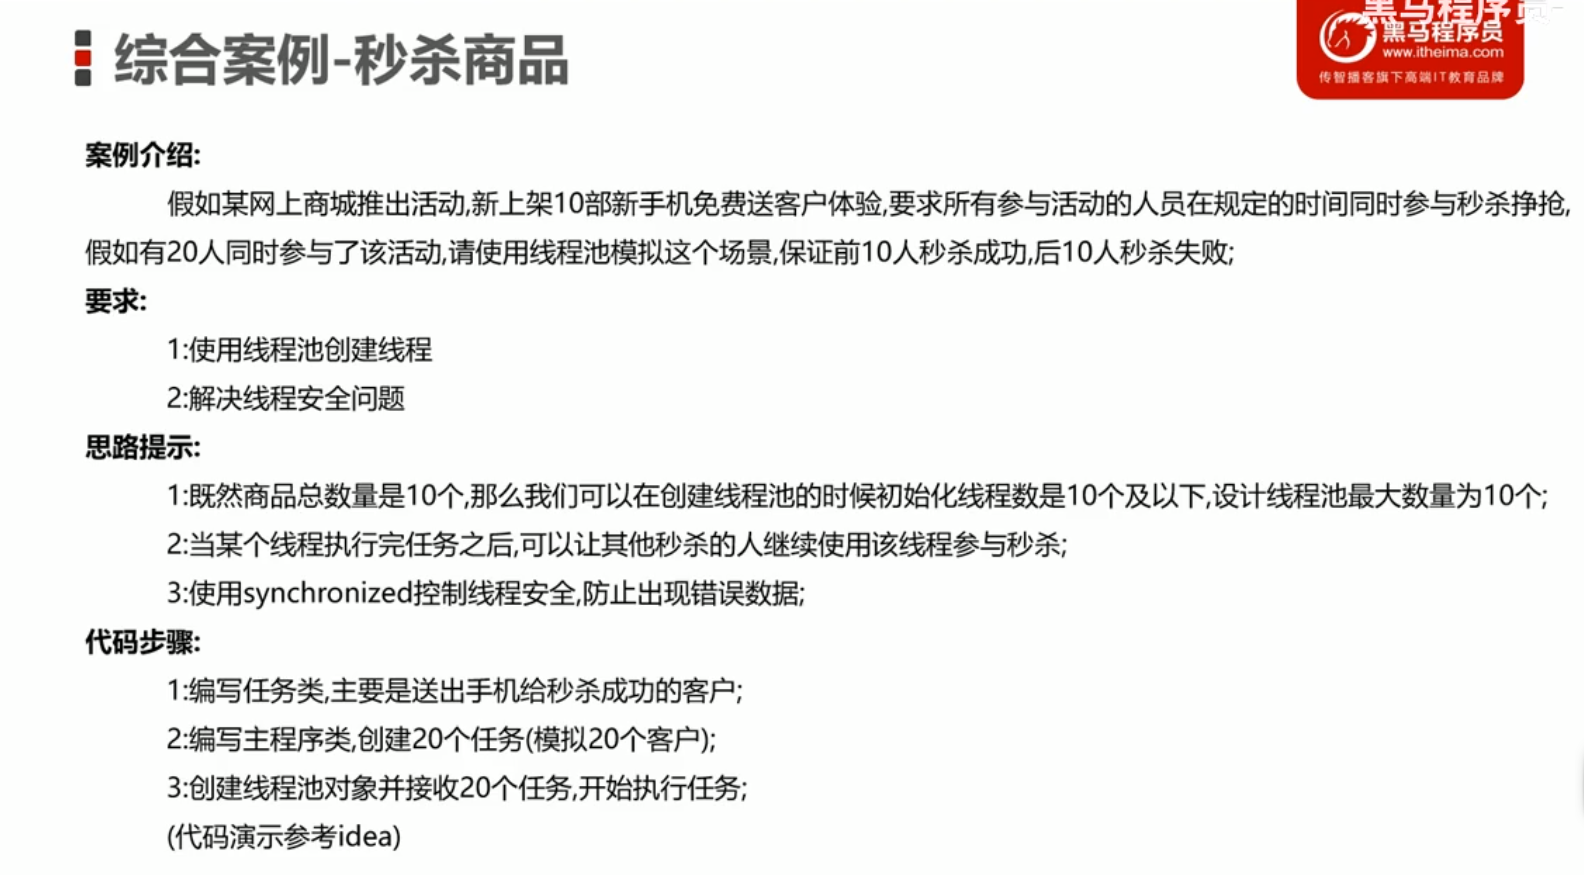 综合案例-秒杀商品
黑马程序员
黑马程序员
www.itheima.com
传智播客旗下高端IT教育品牌
案例介绍:
假如某网上商城推出活动,新上架10部新手机免费送客户体验,要求所有参与活动的人员在规定的时间同时参与秒杀挣抢,
假如有20人同时参与了该活动,请使用线程池模拟这个场景,保证前10人秒杀成功,后10人秒杀失败;
要求:
1:使用线程池创建线程
2:解决线程安全问题
思路提示:
1:既然商品总数量是10个,那么我们可以在创建线程池的时候初始化线程数是10个及以下,设计线程池最大数量为10个;
2:当某个线程执行完任务之后,可以让其他秒杀的人继续使用该线程参与秒杀;
3:使用synchronized控制线程安全,防止出现错误数据;
代码步骤:
1:编写任务类,主要是送出手机给秒杀成功的客户;
2:编写主程序类,创建20个任务(模拟20个客户);
3:创建线程池对象并接收20个任务,开始执行任务;
(代码演示参考idea)